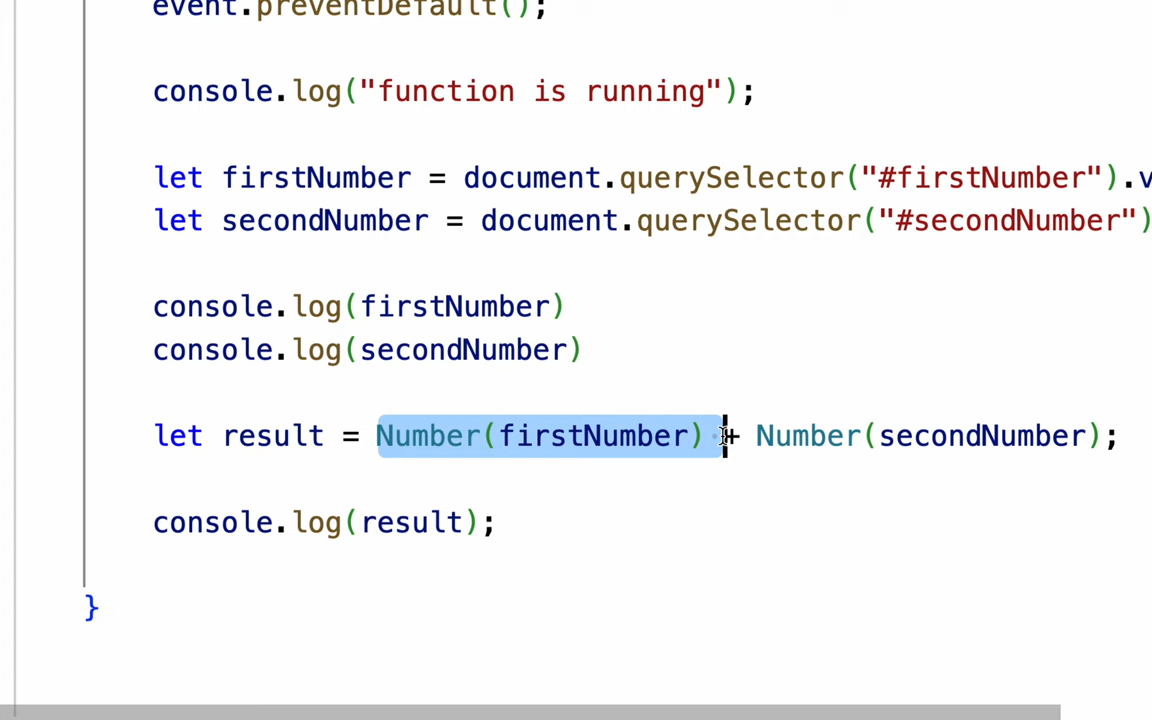 event.preventDefault();
console.log("function is running");
let firstNumber = document.querySelector("#firstNumber").v
let secondNumber = document.querySelector("#secondNumber")
console.log(firstNumber)
console.log(secondNumber)
let result = Number(firstNumber) + Number(secondNumber);
console.log(result);
}